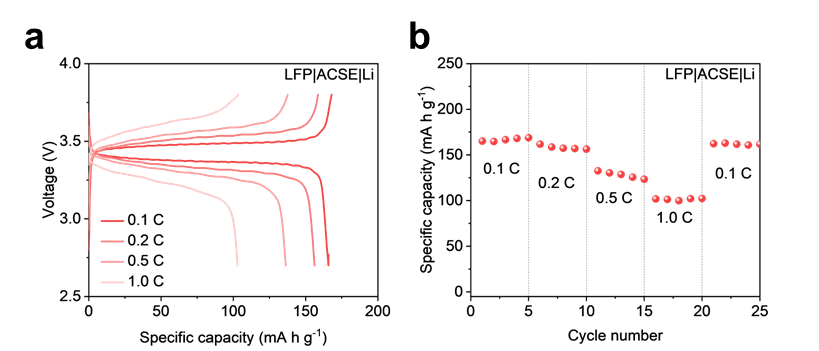 a
LFP|ACSE|Li
4.0
3.5
3.0
2.5
Voltage (V)
0.1 C
0.2 C
0.5 C
1.0 C
0 50 100 150 200
Specific capacity (mA h g⁻¹)
b
LFP|ACSE|Li
250
200
150
100
50
0
Specific capacity (mA h g⁻¹)
0.1 C
0.2 C
0.5 C
1.0 C
0.1 C
0 5 10 15 20 25
Cycle number